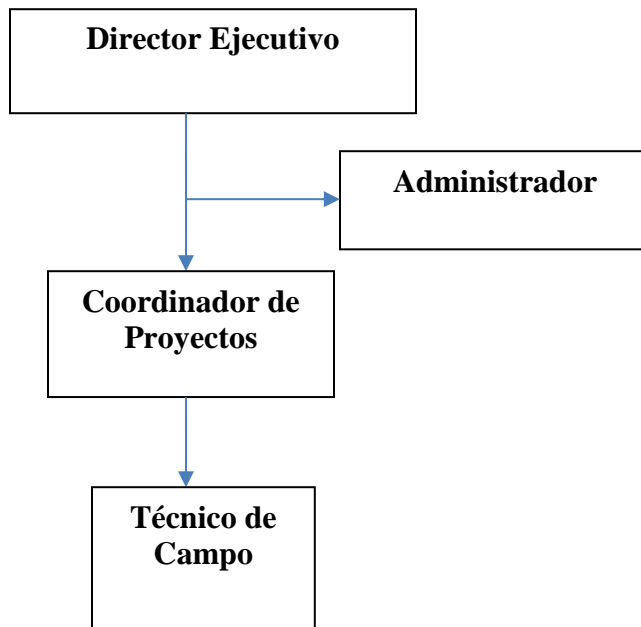 Director Ejecutivo
Administrador
Coordinador de
Proyectos
Técnico de
Campo